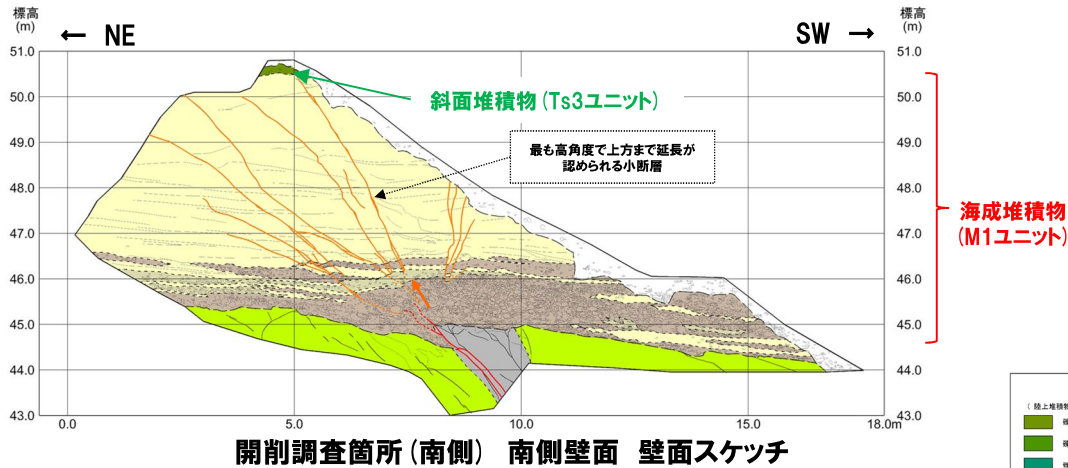 標高
(m)
← NE
SW →
標高
(m)
51.0
50.0
49.0
48.0
47.0
46.0
45.0
44.0
43.0
斜面堆積物(Ts3ユニット)
最も高角度で上方まで延長が
認められる小断層
51.0
50.0
49.0
48.0
47.0
46.0
45.0
44.0
43.0
海成堆積物
(M1ユニット)
0.0
5.0
10.0
15.0
18.0m
開削調査箇所(南側) 南側壁面 壁面スケッチ